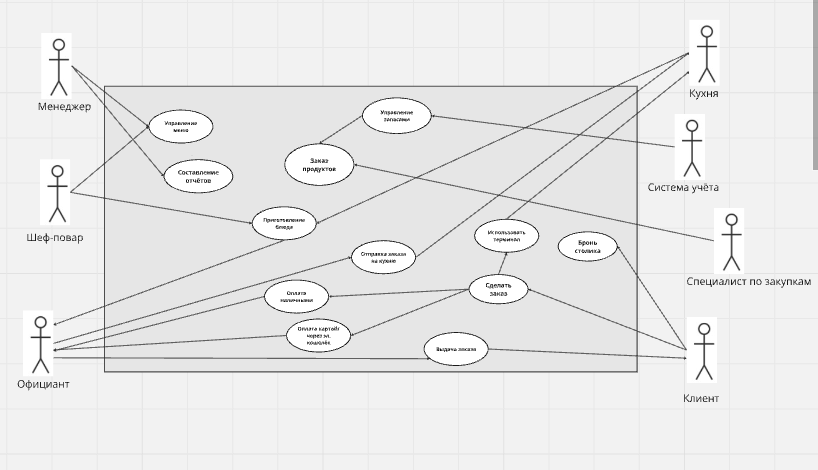 Менеджер
Кухня
Управление
меню
Управление
запасами
Составление
отчётов
Заказ
продуктов
Система учёта
Шеф-повар
Приготовление
блюда
Использовать
терминал
Бронь
столика
Отправка заказа
на кухню
Специалист по закупкам
Сделать
заказ
Оплата
наличными
Оплата картой/
через эл.
кошелёк
Выдача заказа
Официант
Клиент